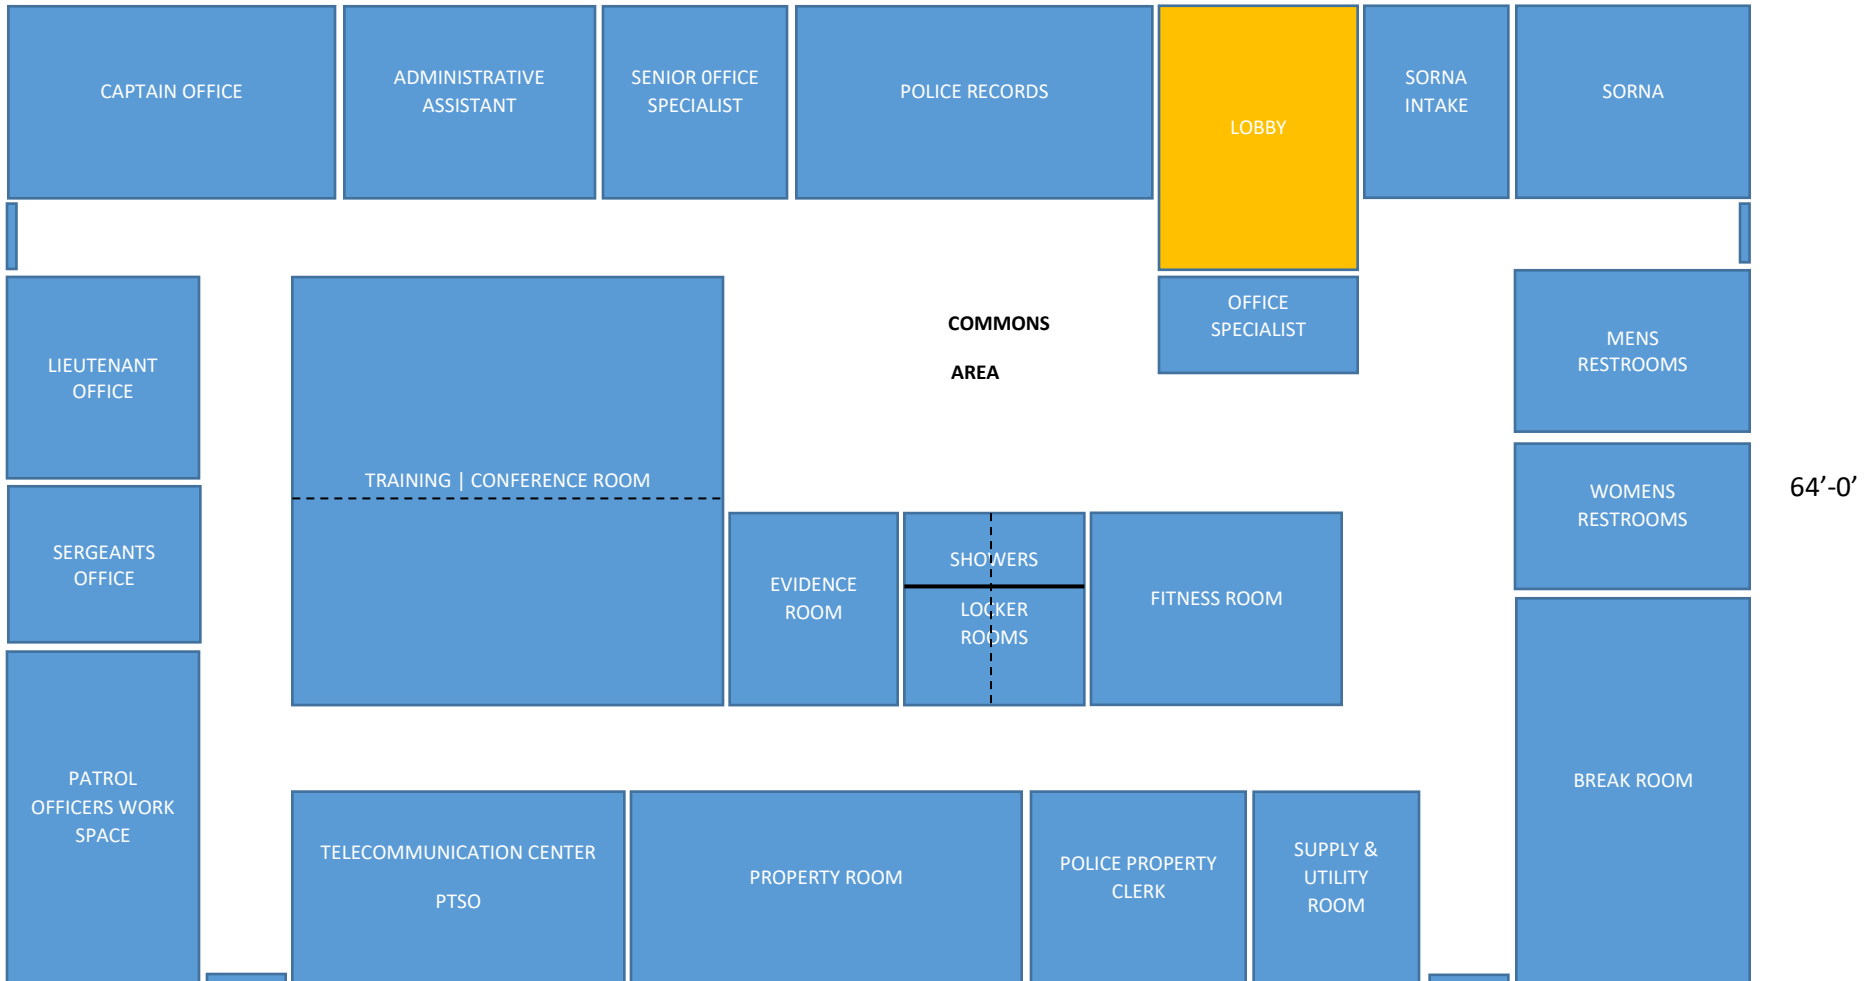 CAPTAIN OFFICE
ADMINISTRATIVE
ASSISTANT
SENIOR 0FFICE
SPECIALIST
POLICE RECORDS
LOBBY
SORNA
INTAKE
SORNA
LIEUTENANT
OFFICE
COMMONS
AREA
OFFICE
SPECIALIST
MENS
RESTROOMS
TRAINING | CONFERENCE ROOM
WOMENS
RESTROOMS
64’-0’
SERGEANTS
OFFICE
EVIDENCE
ROOM
SHOWERS
LOCKER
ROOMS
FITNESS ROOM
PATROL
OFFICERS WORK
SPACE
TELECOMMUNICATION CENTER
PTSO
PROPERTY ROOM
POLICE PROPERTY
CLERK
SUPPLY &
UTILITY
ROOM
BREAK ROOM